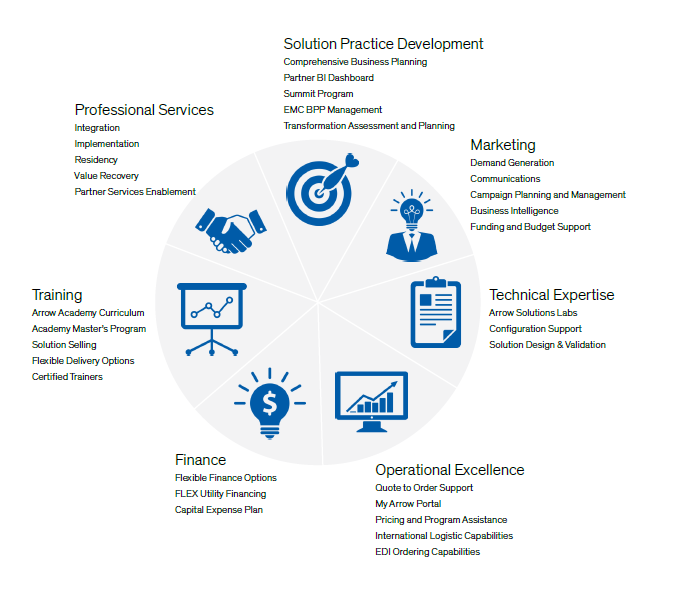 Solution Practice Development
Comprehensive Business Planning
Partner BI Dashboard
Summit Program
EMC BPP Management
Transformation Assessment and Planning
Professional Services
Integration
Implementation
Residency
Value Recovery
Partner Services Enablement
Marketing
Demand Generation
Communications
Campaign Planning and Management
Business Intelligence
Funding and Budget Support
Training
Arrow Academy Curriculum
Academy Master's Program
Solution Selling
Flexible Delivery Options
Certified Trainers
Technical Expertise
Arrow Solutions Labs
Configuration Support
Solution Design & Validation
$
Finance
Flexible Finance Options
FLEX Utility Financing
Capital Expense Plan
Operational Excellence
Quote to Order Support
My Arrow Portal
Pricing and Program Assistance
International Logistic Capabilities
EDI Ordering Capabilities